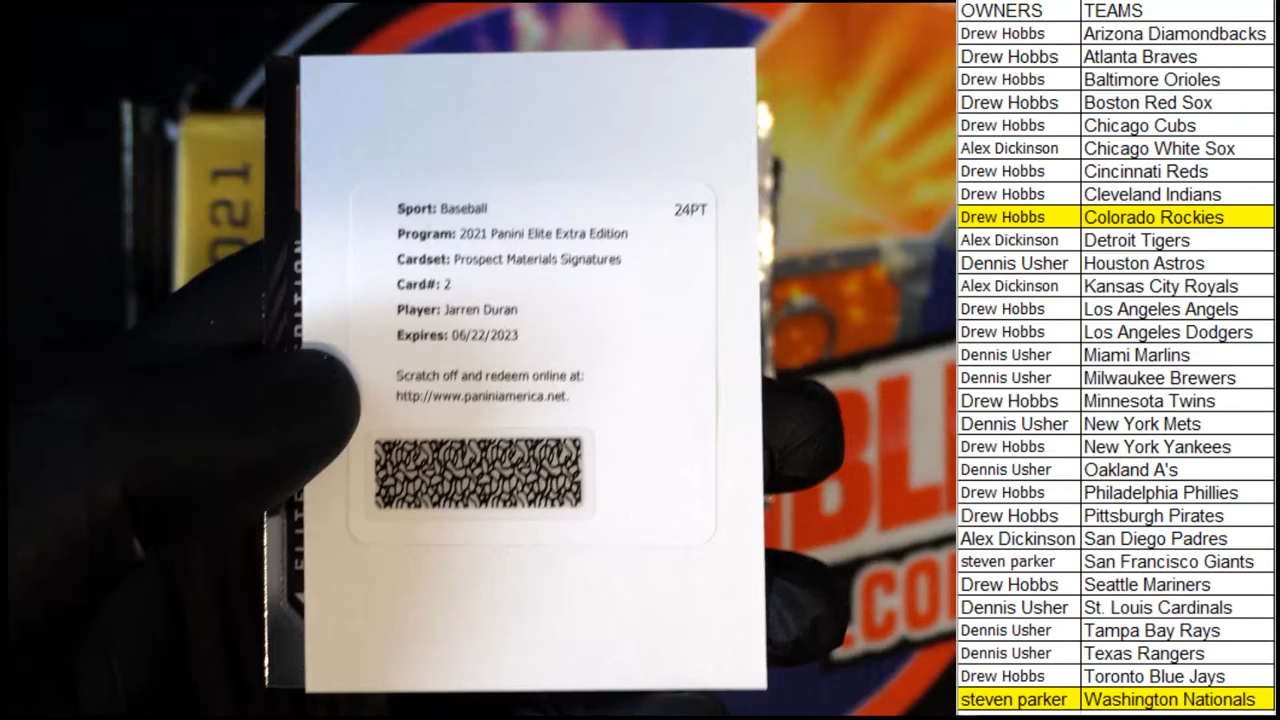 Sport: Baseball 24PT
Program: 2021 Panini Elite Extra Edition
Cardset: Prospect Materials Signatures
Card#: 2
Player: Jarren Duran
Expires: 06/22/2023
Scratch off and redeem online at:
http://www.paniniamerica.net.
2021
ELITE
.CO
OWNERS TEAMS
Drew Hobbs Arizona Diamondbacks
Drew Hobbs Atlanta Braves
Drew Hobbs Baltimore Orioles
Drew Hobbs Boston Red Sox
Drew Hobbs Chicago Cubs
Alex Dickinson Chicago White Sox
Drew Hobbs Cincinnati Reds
Drew Hobbs Cleveland Indians
Drew Hobbs Colorado Rockies
Alex Dickinson Detroit Tigers
Dennis Usher Houston Astros
Alex Dickinson Kansas City Royals
Drew Hobbs Los Angeles Angels
Drew Hobbs Los Angeles Dodgers
Dennis Usher Miami Marlins
Dennis Usher Milwaukee Brewers
Drew Hobbs Minnesota Twins
Dennis Usher New York Mets
Drew Hobbs New York Yankees
Dennis Usher Oakland A's
Drew Hobbs Philadelphia Phillies
Drew Hobbs Pittsburgh Pirates
Alex Dickinson San Diego Padres
steven parker San Francisco Giants
Drew Hobbs Seattle Mariners
Dennis Usher St. Louis Cardinals
Dennis Usher Tampa Bay Rays
Dennis Usher Texas Rangers
Drew Hobbs Toronto Blue Jays
steven parker Washington Nationals